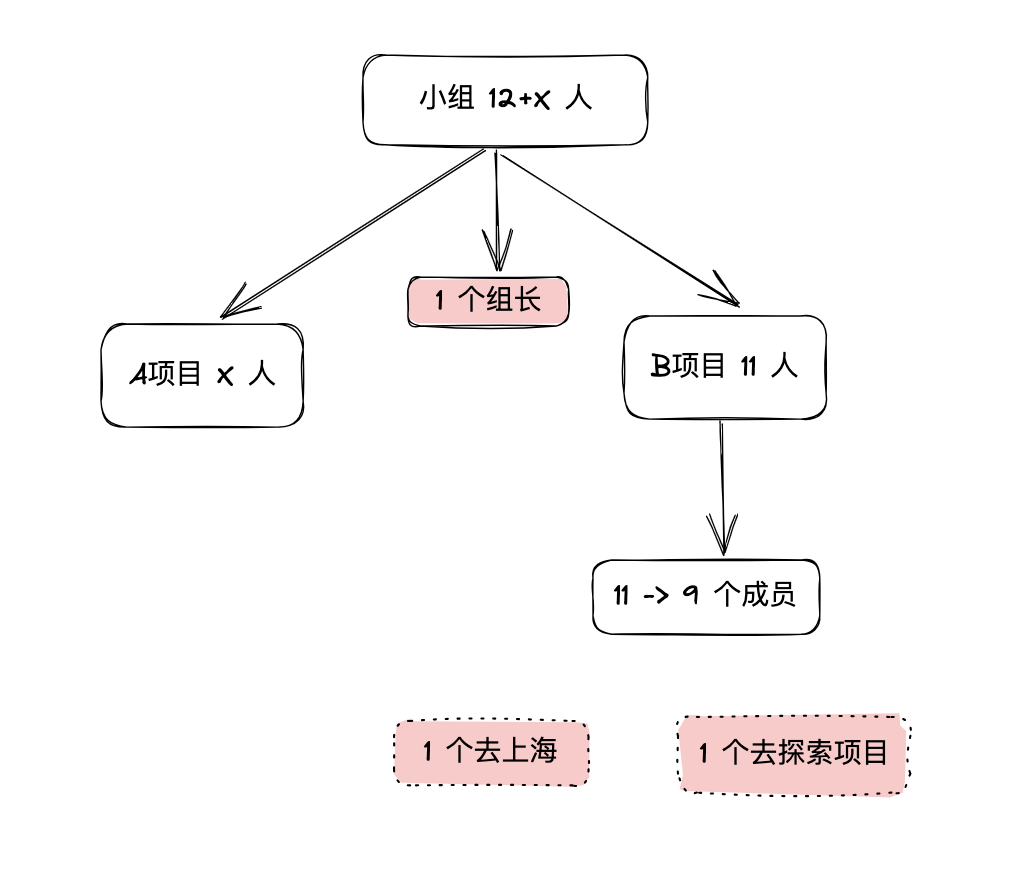 小组 12+x 人
1 个组长
A项目 x 人
B项目 11 人
11 -> 9 个成员
1 个去上海
1 个去探索项目